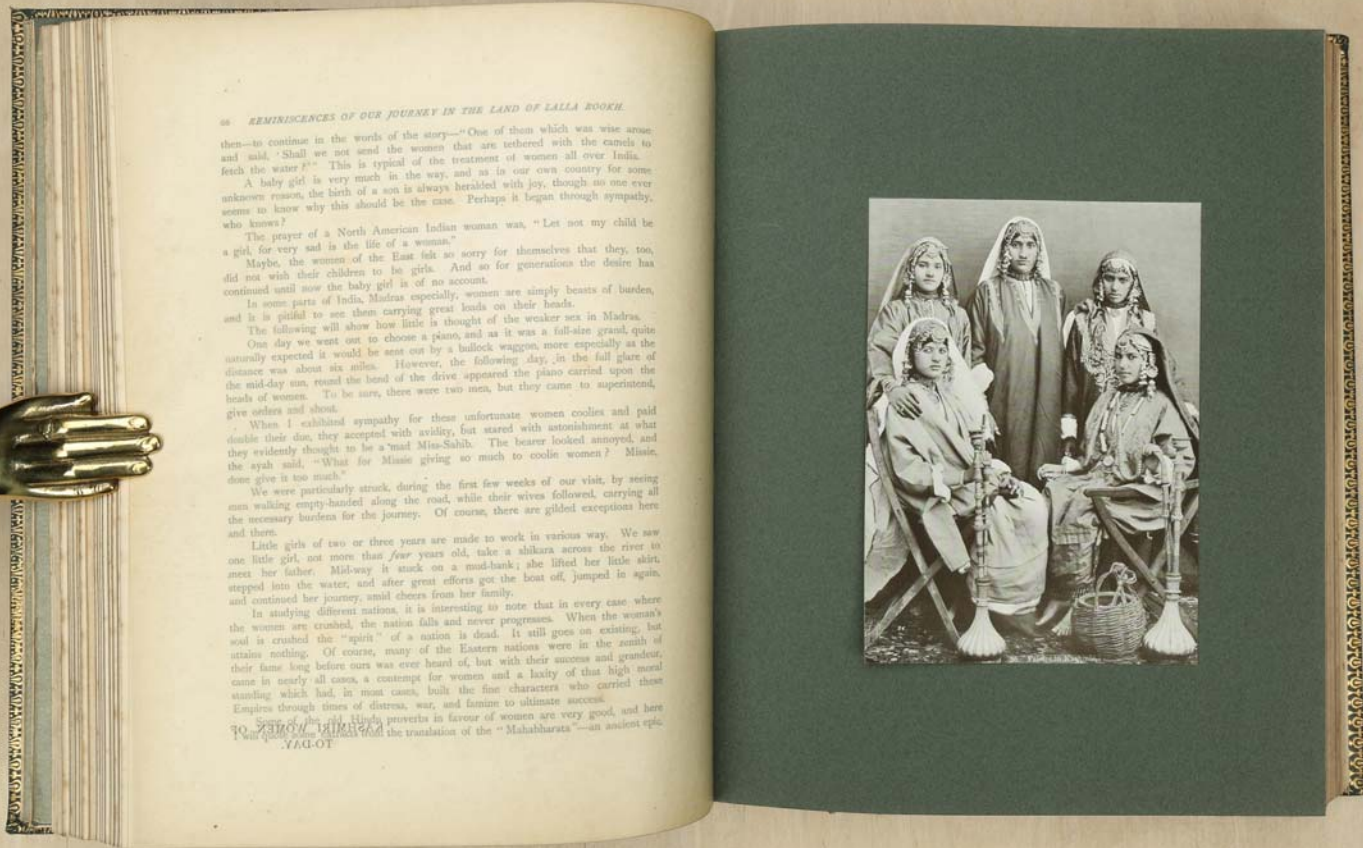 REMINISCENCES OF OUR JOURNEY IN THE LAND OF LALLA ROOKH.
then—to continue in the words of the story—"One of them which was wise arose
and said, 'Shall we not send the women that are tethered with the camels to
fetch the water?'" This is typical of the treatment of women all over India.
A baby girl is very much in the way, and as in our own country for some
unknown reason, the birth of a son is always heralded with joy, though no one ever
seems to know why this should be the case. Perhaps it began through sympathy,
who knows?
The prayer of a North American Indian woman was, "Let not my child be
a girl, for very sad is the life of a woman."
Maybe, the women of the East felt so sorry for themselves that they, too,
did not wish their children to be girls. And so for generations the desire has
continued until now the baby girl is of no account.
In some parts of India, Madras especially, women are simply beasts of burden,
and it is pitiful to see them carrying great loads on their heads.
The following will show how little is thought of the weaker sex in Madras.
One day we went out to choose a piano, and as it was a full-size grand, quite
naturally expected it would be sent out by a bullock waggon, more especially as the
distance was about six miles. However, the following day, in the full glare of
the mid-day sun, round the bend of the drive appeared the piano carried upon the
heads of women. To be sure, there were two men, but they came to superintend,
give orders and shout.
When I exhibited sympathy for these unfortunate women coolies and paid
double their due, they accepted with avidity, but stared with astonishment at what
they evidently thought to be a "mad Miss-Sahib. The bearer looked annoyed, and
the ayah said, "What for Missie giving so much to coolie women? Missie,
done give it too much."
We were particularly struck, during the first few weeks of our visit, by seeing
men walking empty-handed along the road, while their wives followed, carrying all
the necessary burdens for the journey. Of course, there are gilded exceptions here
and there.
Little girls of two or three years are made to work in various way. We saw
one little girl, not more than four years old, take a shikara across the river to
meet her father. Mid-way it stuck on a mud-bank; she lifted her little skirt,
stepped into the water, and after great efforts got the boat off, jumped in again,
and continued her journey, amid cheers from her family.
In studying different nations, it is interesting to note that in every case where
the women are crushed, the nation falls and never progresses. When the woman's
soul is crushed the "spirit" of a nation is dead. It still goes on existing, but
attains nothing. Of course, many of the Eastern nations were in the zenith of
their fame long before ours was ever heard of, but with their success and grandeur,
came in nearly all cases, a contempt for women and a laxity of that high moral
standing which had, in most cases, built the fine characters who carried these
Empires through times of distress, war, and famine to ultimate success.
Some of the old Hindu proverbs in favour of women are very good, and here
I will quote some extracts from the translation of the "Mahabharata"—an ancient epic.
KASHMIRI WOMEN OF
TO-DAY.